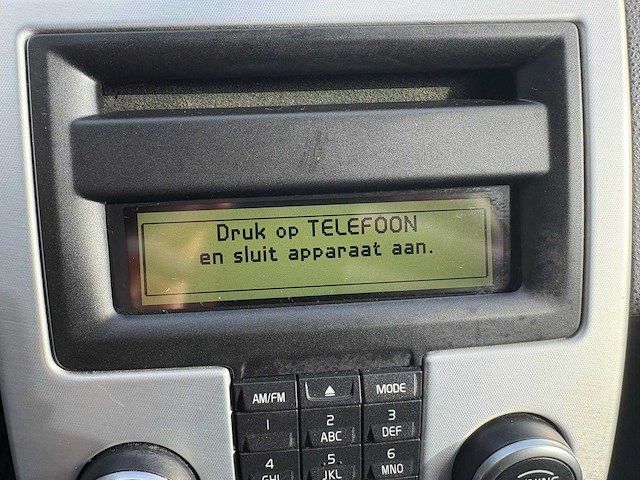 Druk op TELEFOON
en sluit apparaat aan.
AM/FM
MODE
1
2
ABC
3
DEF
4
GHI
5
JKL
6
MNO